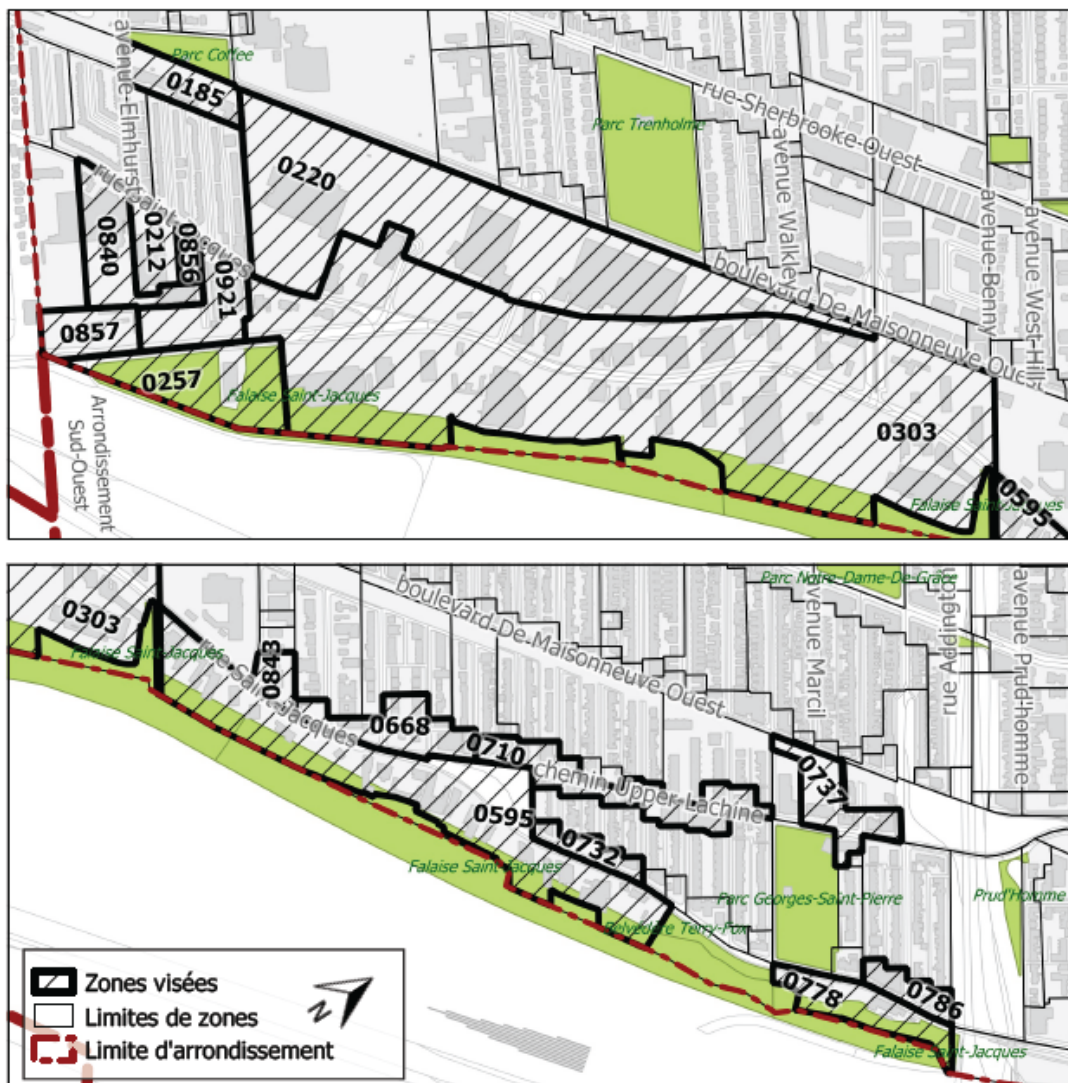 Parc Coffee
avenue-Elmhurst
0185
0220
Parc Trenholme
rue-Sherbrooke-Ouest
avenue Walkley
avenue-Benny
avenue West-Hill
rue-Saint-Jacques
0840
0212
0856
0921
0857
0257
Falaise Saint-Jacques
boulevard De-Maisonneuve Ouest
0303
Falaise Saint-Jacques
0595
Arrondissement
Sud-Ouest
0303
Falaise Saint-Jacques
rue Saint-Jacques
0843
0668
0710
chemin-Upper-Lachine
boulevard De-Maisonneuve Ouest
Parc Notre-Dame-De-Grâce
avenue Marcil
rue Addington
avenue Prud'homme
0737
0595
0732
Falaise Saint-Jacques
Parc Georges-Saint-Pierre
Prud'Homme
Belvédère Terry-Fox
0778
0786
Falaise Saint-Jacques
Zones visées
Limites de zones
Limite d'arrondissement
N